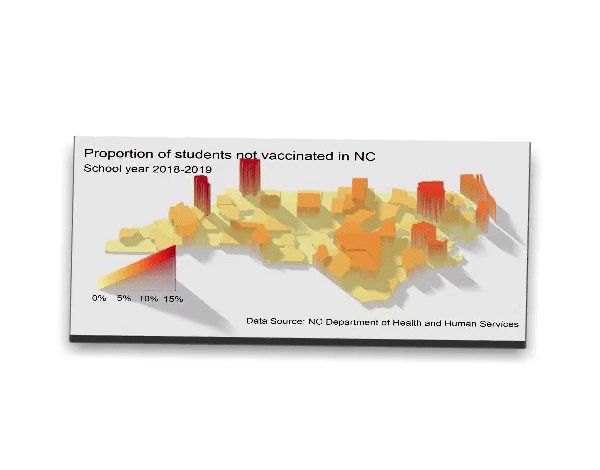 Proportion of students not vaccinated in NC
School year 2018-2019
0% 5% 10% 15%
Data Source: NC Department of Health and Human Services